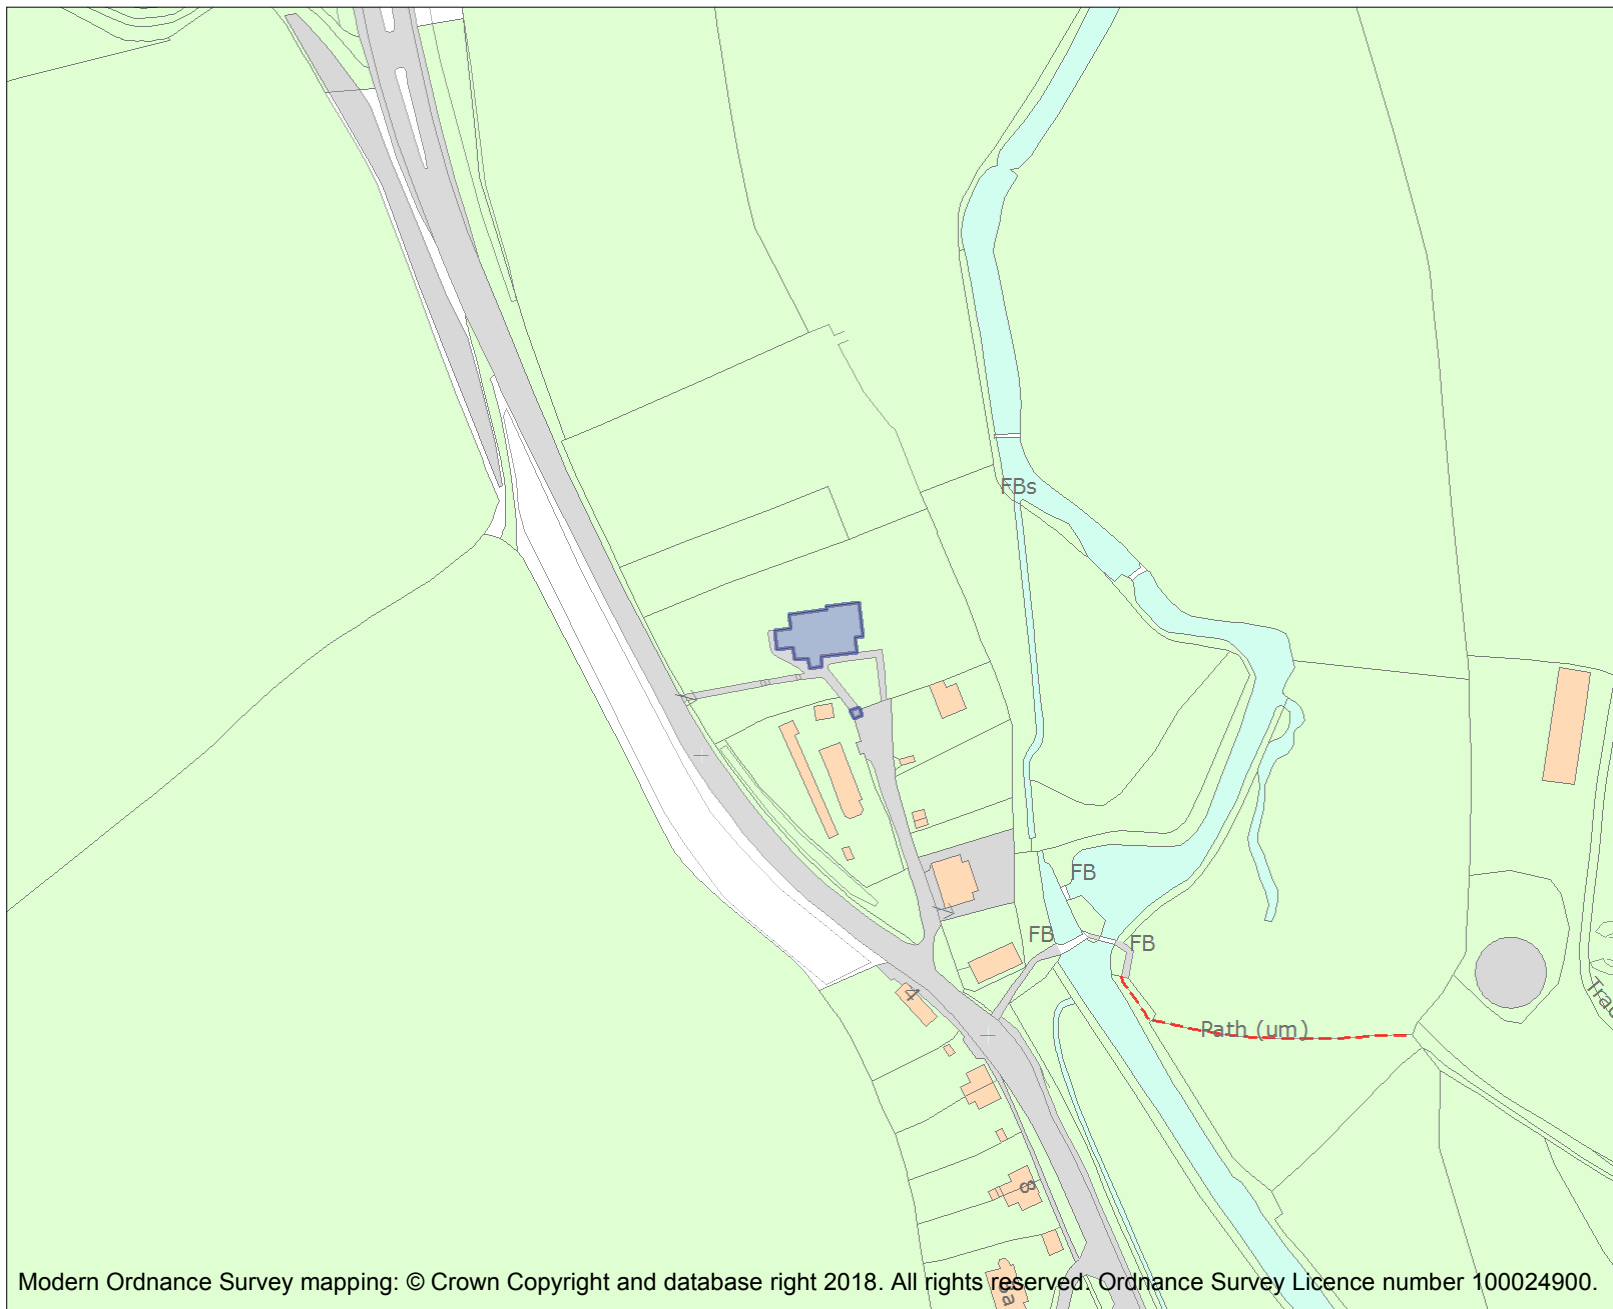 FBs
FB
FB
FB
4
Path (um)
8
Modern Ordnance Survey mapping: © Crown Copyright and database right 2018. All rights reserved. Ordnance Survey Licence number 100024900.